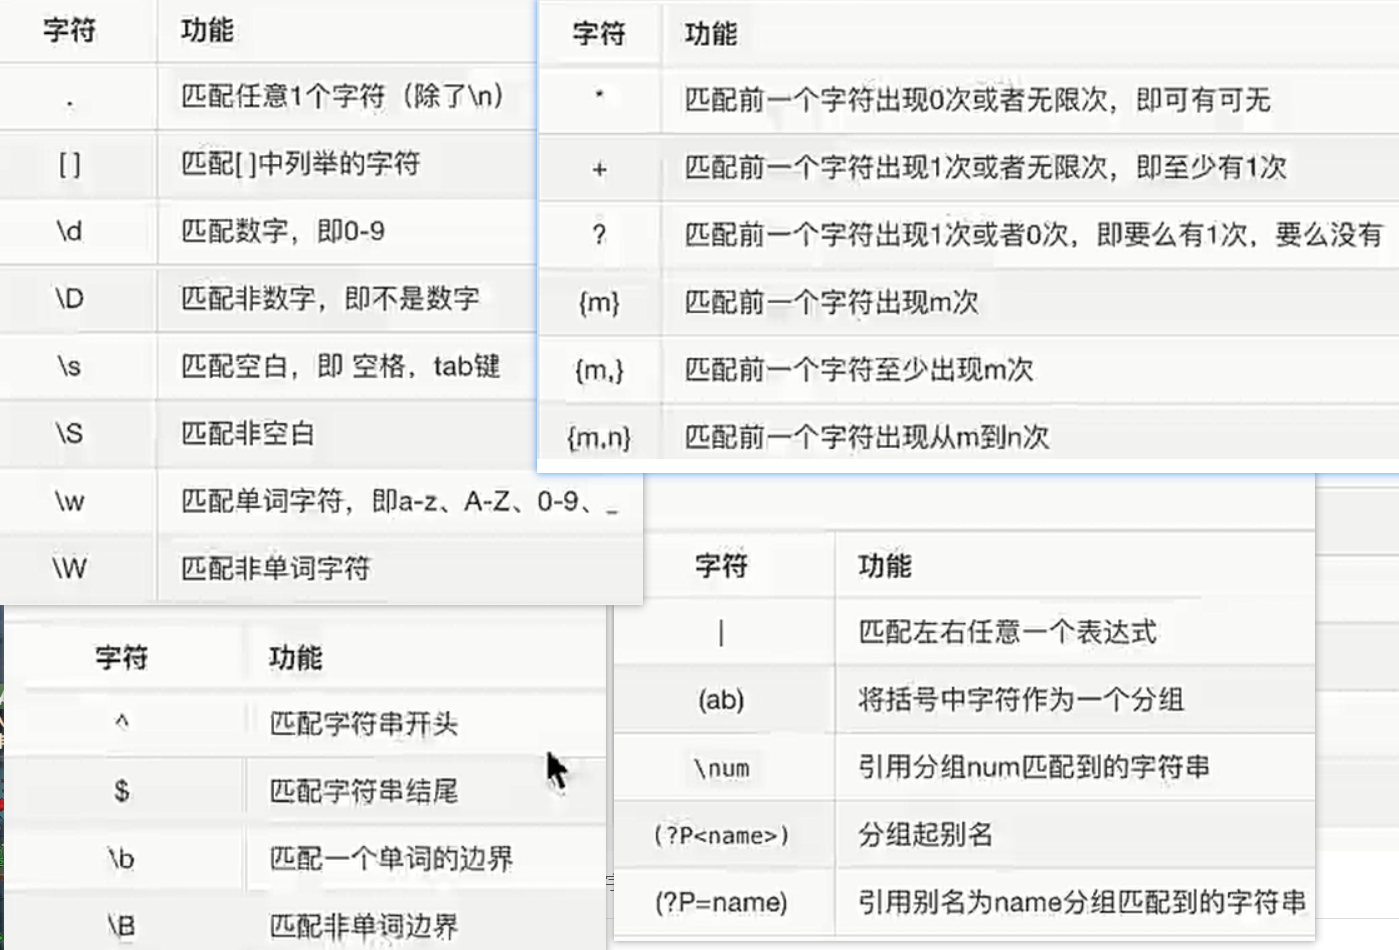 字符 功能
. 匹配任意1个字符（除了\n）
[ ] 匹配[ ]中列举的字符
\d 匹配数字，即0-9
\D 匹配非数字，即不是数字
\s 匹配空白，即 空格，tab键
\S 匹配非空白
\w 匹配单词字符，即a-z、A-Z、0-9、_
\W 匹配非单词字符
字符 功能
* 匹配前一个字符出现0次或者无限次，即可有可无
+ 匹配前一个字符出现1次或者无限次，即至少有1次
? 匹配前一个字符出现1次或者0次，即要么有1次，要么没有
{m} 匹配前一个字符出现m次
{m,} 匹配前一个字符至少出现m次
{m,n} 匹配前一个字符出现从m到n次
字符 功能
^ 匹配字符串开头
$ 匹配字符串结尾
\b 匹配一个单词的边界
\B 匹配非单词边界
字符 功能
| 匹配左右任意一个表达式
(ab) 将括号中字符作为一个分组
\num 引用分组num匹配到的字符串
(?P<name>) 分组起别名
(?P=name) 引用别名为name分组匹配到的字符串